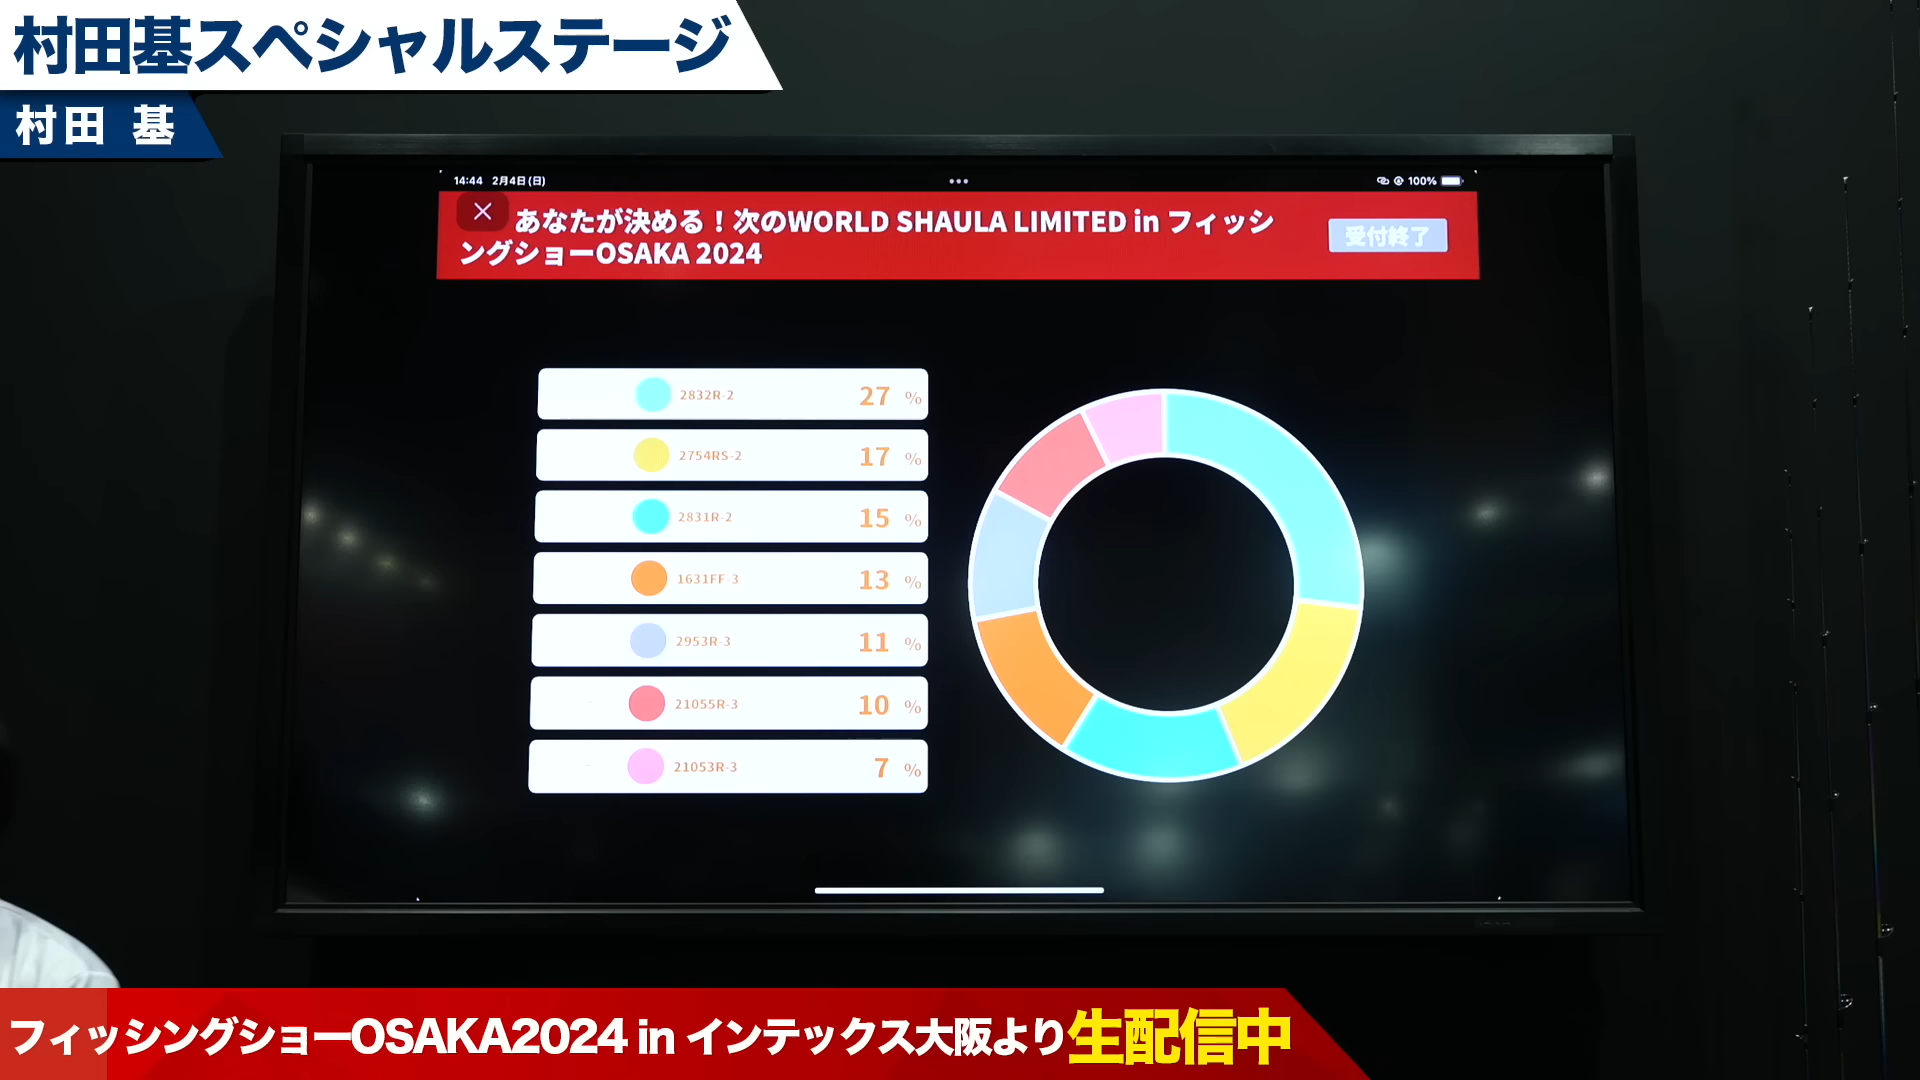 村田基スペシャルステージ
村田 基
14:44 2月4日(日)
100%
あなたが決める！次のWORLD SHAULA LIMITED in フィッシ
ングショーOSAKA 2024
受付終了
2832R-2 27 %
2754RS-2 17 %
2831R-2 15 %
1631FF-3 13 %
2953R-3 11 %
21055R-3 10 %
21053R-3 7 %
フィッシングショーOSAKA2024 in インテックス大阪より生配信中